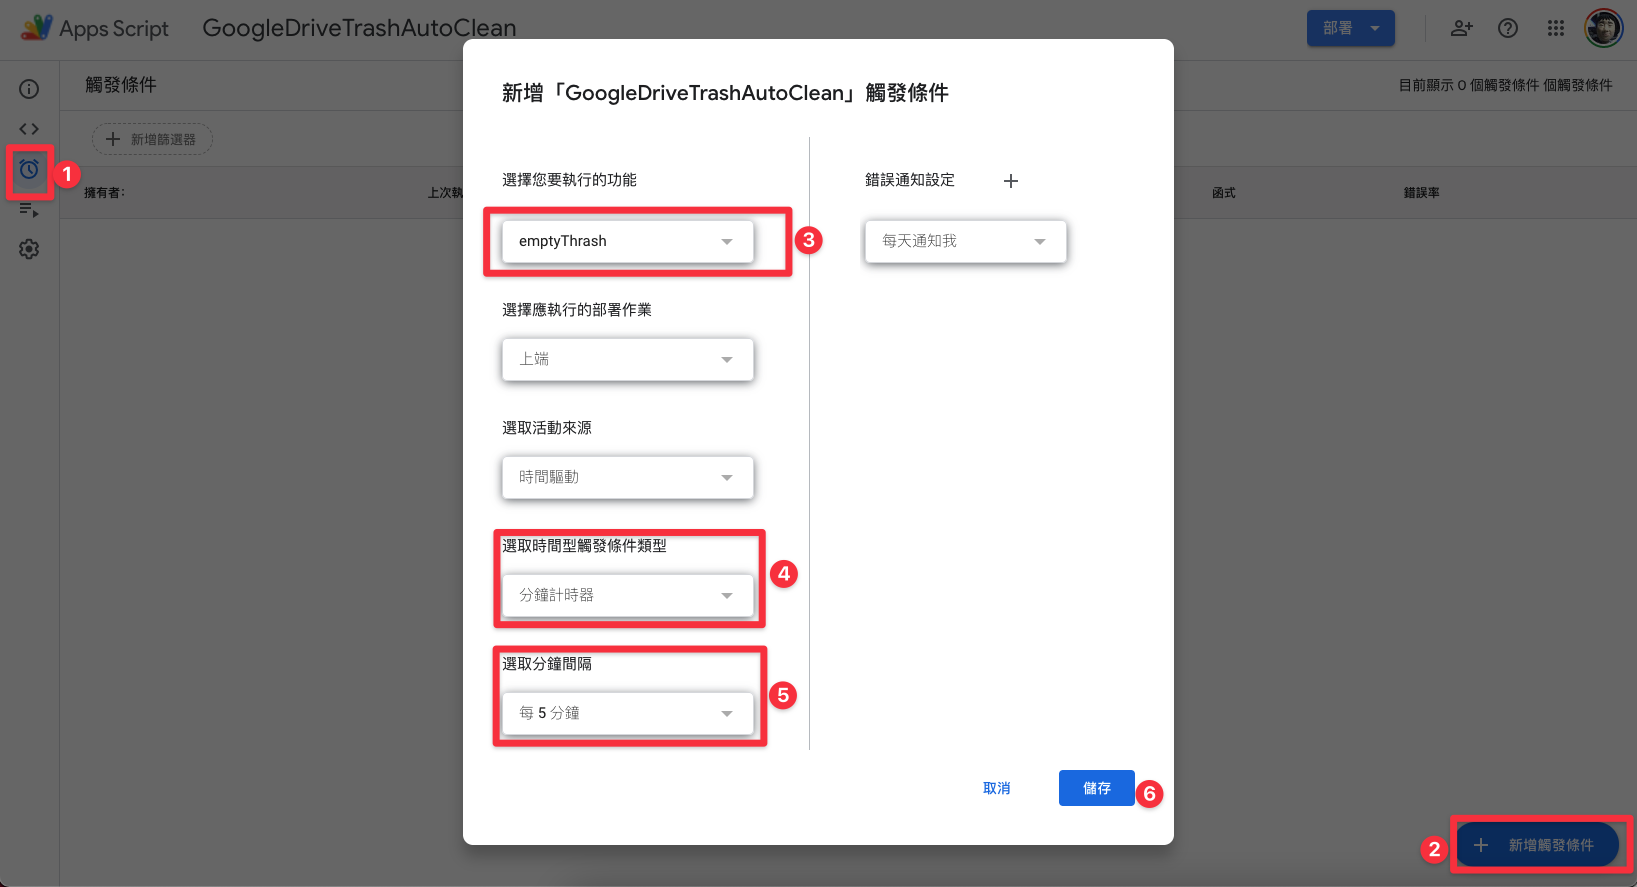 Apps Script
GoogleDriveTrashAutoClean
部署
觸發條件
目前顯示 0 個觸發條件 個觸發條件
新增篩選器
1
擁有者:
上次執
函式
錯誤率
新增「GoogleDriveTrashAutoClean」觸發條件
選擇您要執行的功能
emptyThrash
3
選擇應執行的部署作業
上端
選取活動來源
時間驅動
選取時間型觸發條件類型
分鐘計時器
4
選取分鐘間隔
每 5 分鐘
5
錯誤通知設定
每天通知我
取消
儲存
6
2
新增觸發條件